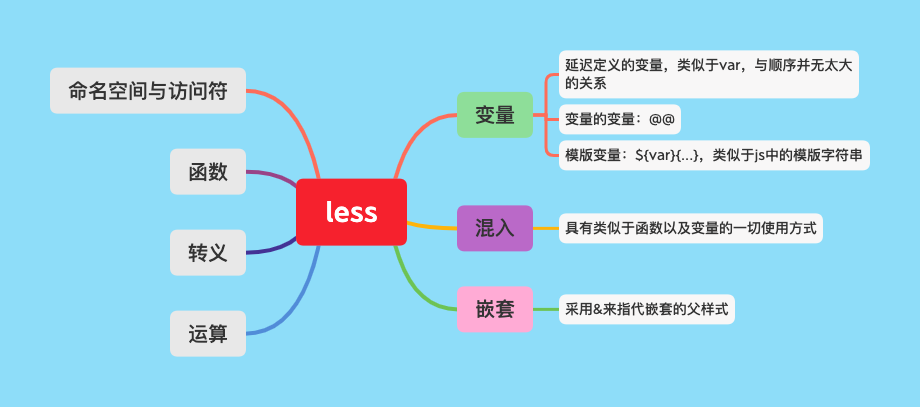 命名空间与访问符
函数
转义
运算
less
变量
延迟定义的变量，类似于var，与顺序并无太大
的关系
变量的变量：@@
模版变量：${var}{...}，类似于js中的模版字符串
混入
具有类似于函数以及变量的一切使用方式
嵌套
采用&来指代嵌套的父样式